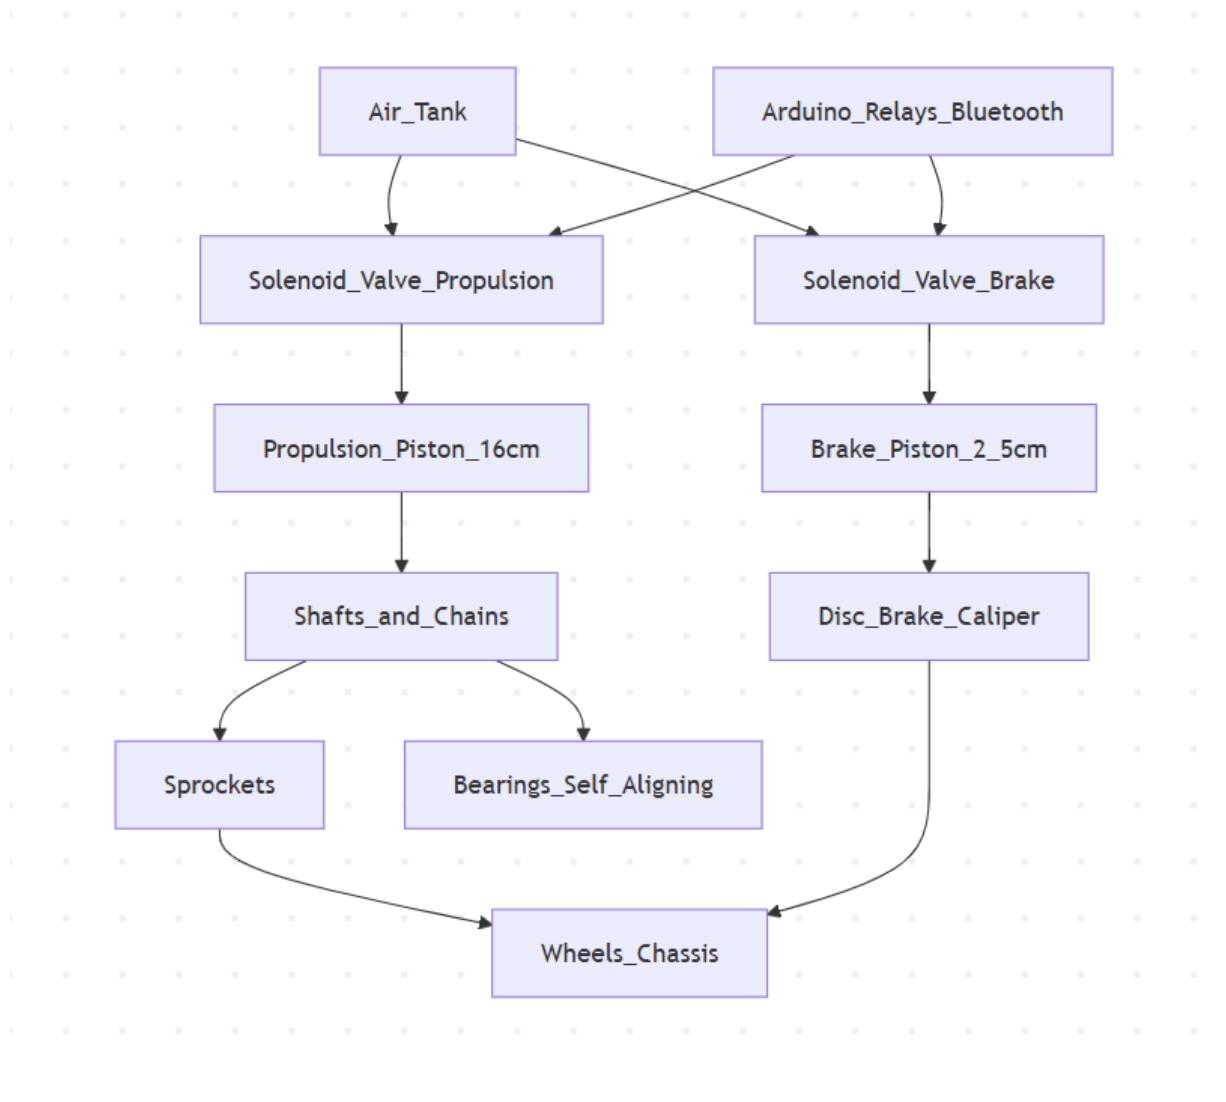 Air_Tank
Arduino_Relays_Bluetooth
Solenoid_Valve_Propulsion
Solenoid_Valve_Brake
Propulsion_Piston_16cm
Brake_Piston_2_5cm
Shafts_and_Chains
Disc_Brake_Caliper
Sprockets
Bearings_Self_Aligning
Wheels_Chassis